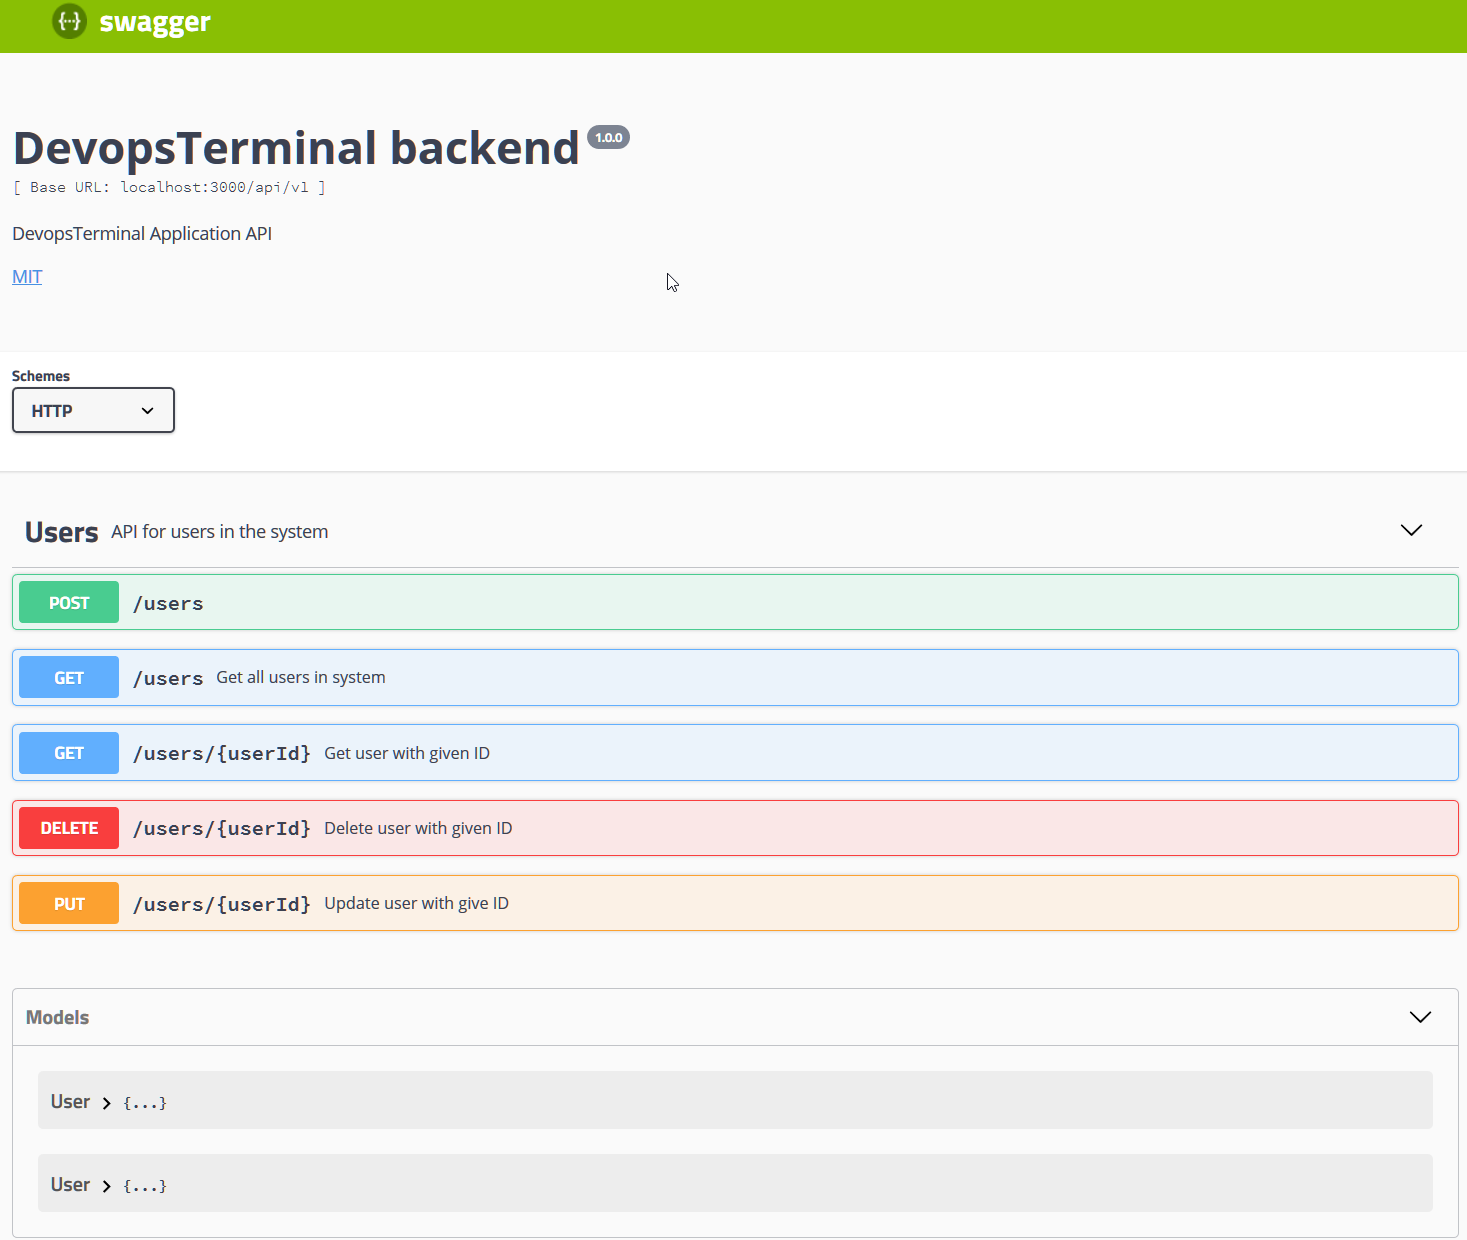 {···} swagger
DevopsTerminal backend 1.0.0
[ Base URL: localhost:3000/api/v1 ]
DevopsTerminal Application API
MIT
Schemes
HTTP
Users API for users in the system
POST /users
GET /users Get all users in system
GET /users/{userId} Get user with given ID
DELETE /users/{userId} Delete user with given ID
PUT /users/{userId} Update user with give ID
Models
User > {...}
User > {...}